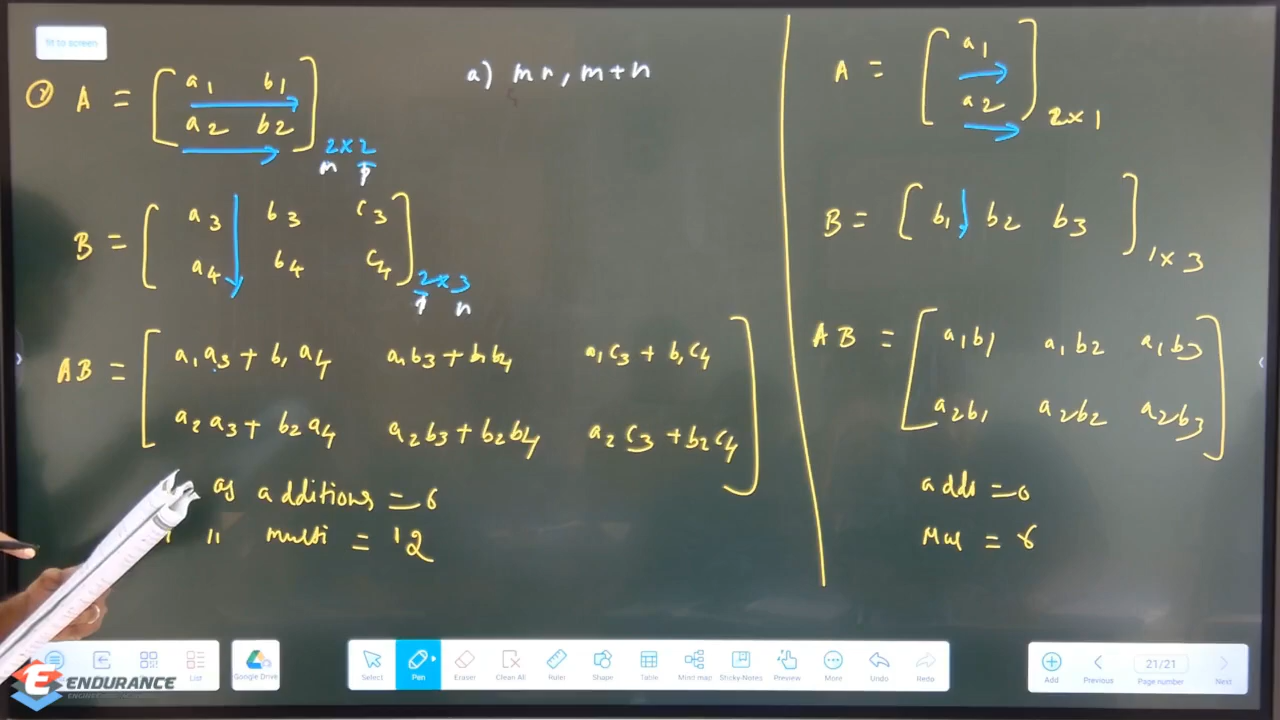 fit to screen
A = [ a1 b1
a2 b2 ] 2×2
m p
B = [ a3 b3 c3
a4 b4 c4 ] 2×3
p n
AB = [ a1a3 + b1a4 a1b3 + b1b4 a1c3 + b1c4
a2a3 + b2a4 a2b3 + b2b4 a2c3 + b2c4 ]
additions = 6
" multi = 12
a) mn, m+n
A = [ a1
a2 ] 2×1
B = [ b1 b2 b3 ] 1×3
AB = [ a1b1 a1b2 a1b3
a2b1 a2b2 a2b3 ]
adds = 0
Mul = 6
List
Google Drive
Select Pen Eraser Clean All Ruler Shape Table Mind map Sticky Notes Preview More Undo Redo
Add Previous 21/21 Page number Next
ENDURANCE